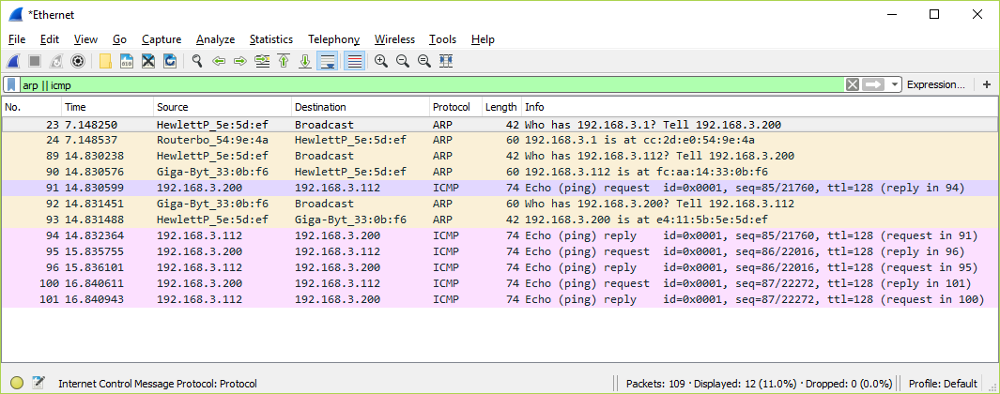 *Ethernet
File Edit View Go Capture Analyze Statistics Telephony Wireless Tools Help
arp || icmp Expression... +
No. Time Source Destination Protocol Length Info
23 7.148250 HewlettP_5e:5d:ef Broadcast ARP 42 Who has 192.168.3.1? Tell 192.168.3.200
24 7.148537 Routerbo_54:9e:4a HewlettP_5e:5d:ef ARP 60 192.168.3.1 is at cc:2d:e0:54:9e:4a
89 14.830238 HewlettP_5e:5d:ef Broadcast ARP 42 Who has 192.168.3.112? Tell 192.168.3.200
90 14.830576 Giga-Byt_33:0b:f6 HewlettP_5e:5d:ef ARP 60 192.168.3.112 is at fc:aa:14:33:0b:f6
91 14.830599 192.168.3.200 192.168.3.112 ICMP 74 Echo (ping) request id=0x0001, seq=85/21760, ttl=128 (reply in 94)
92 14.831451 Giga-Byt_33:0b:f6 Broadcast ARP 60 Who has 192.168.3.200? Tell 192.168.3.112
93 14.831488 HewlettP_5e:5d:ef Giga-Byt_33:0b:f6 ARP 42 192.168.3.200 is at e4:11:5b:5e:5d:ef
94 14.832364 192.168.3.112 192.168.3.200 ICMP 74 Echo (ping) reply id=0x0001, seq=85/21760, ttl=128 (request in 91)
95 15.835755 192.168.3.200 192.168.3.112 ICMP 74 Echo (ping) request id=0x0001, seq=86/22016, ttl=128 (reply in 96)
96 15.836101 192.168.3.112 192.168.3.200 ICMP 74 Echo (ping) reply id=0x0001, seq=86/22016, ttl=128 (request in 95)
100 16.840611 192.168.3.200 192.168.3.112 ICMP 74 Echo (ping) request id=0x0001, seq=87/22272, ttl=128 (reply in 101)
101 16.840943 192.168.3.112 192.168.3.200 ICMP 74 Echo (ping) reply id=0x0001, seq=87/22272, ttl=128 (request in 100)
Internet Control Message Protocol: Protocol Packets: 109 · Displayed: 12 (11.0%) · Dropped: 0 (0.0%) Profile: Default